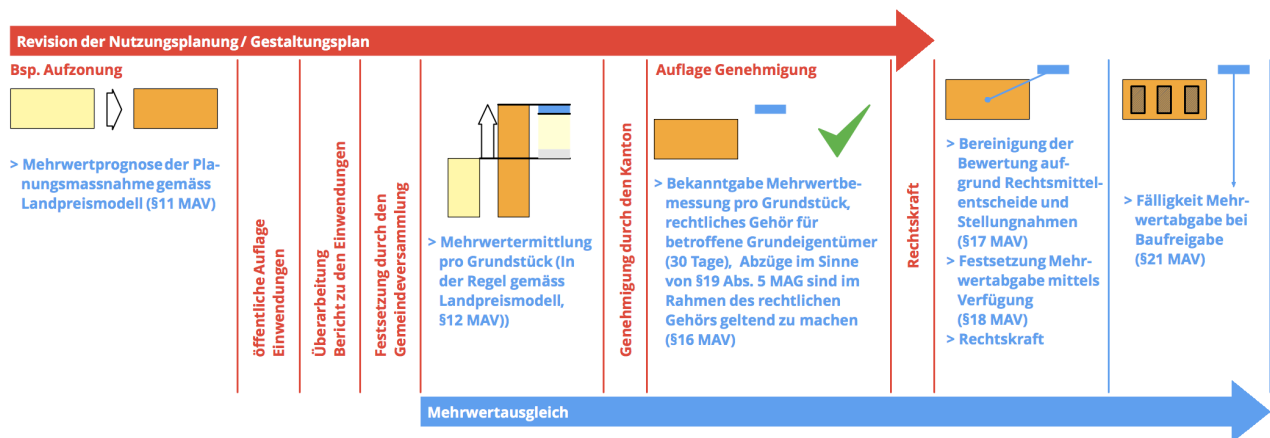 Revision der Nutzungsplanung / Gestaltungsplan
Bsp. Aufzonung
> Mehrwertprognose der Pla-
nungsmassnahme gemäss
Landpreismodell (§11 MAV)
öffentliche Auflage
Einwendungen
Überarbeitung
Bericht zu den Einwendungen
Festsetzung durch den
Gemeindeversammlung
> Mehrwertermittlung
pro Grundstück (In
der Regel gemäss
Landpreismodell,
§12 MAV))
Genehmigung durch den Kanton
Auflage Genehmigung
> Bekanntgabe Mehrwertbe-
messung pro Grundstück,
rechtliches Gehör für
betroffene Grundeigentümer
(30 Tage), Abzüge im Sinne
von §19 Abs. 5 MAG sind im
Rahmen des rechtlichen
Gehörs geltend zu machen
(§16 MAV)
Rechtskraft
> Bereinigung der
Bewertung auf-
grund Rechtsmittel-
entscheide und
Stellungnahmen
(§17 MAV)
> Festsetzung Mehr-
wertabgabe mittels
Verfügung
(§18 MAV)
> Rechtskraft
> Fälligkeit Mehr-
wertabgabe bei
Baufreigabe
(§21 MAV)
Mehrwertausgleich